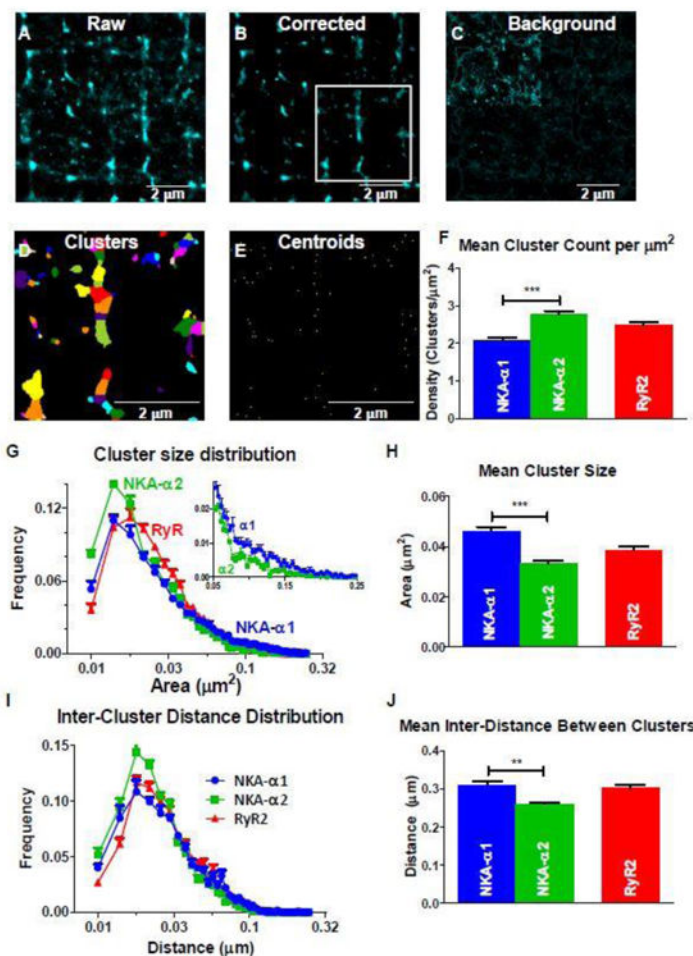 A Raw
B Corrected
C Background
2 μm
2 μm
2 μm
D Clusters
E Centroids
2 μm
2 μm
F Mean Cluster Count per μm²
Density (Clusters/μm²)
4
3
2
1
0
***
NKA-α1
NKA-α2
RyR2
G Cluster size distribution
Frequency
0.12
0.06
0.00
NKA-α2
RyR
NKA-α1
0.02
0.01
0.00
α1
α2
0.05
0.15
0.25
0.01
0.03
0.1
0.32
Area (μm²)
H Mean Cluster Size
Area (μm²)
0.06
0.04
0.02
0.00
***
NKA-α1
NKA-α2
RyR2
I Inter-Cluster Distance Distribution
Frequency
0.15
0.10
0.05
0.00
NKA-α1
NKA-α2
RyR2
0.01
0.03
0.1
0.32
Distance (μm)
J Mean Inter-Distance Between Clusters
Distance (μm)
0.4
0.3
0.2
0.1
0.0
**
NKA-α1
NKA-α2
RyR2